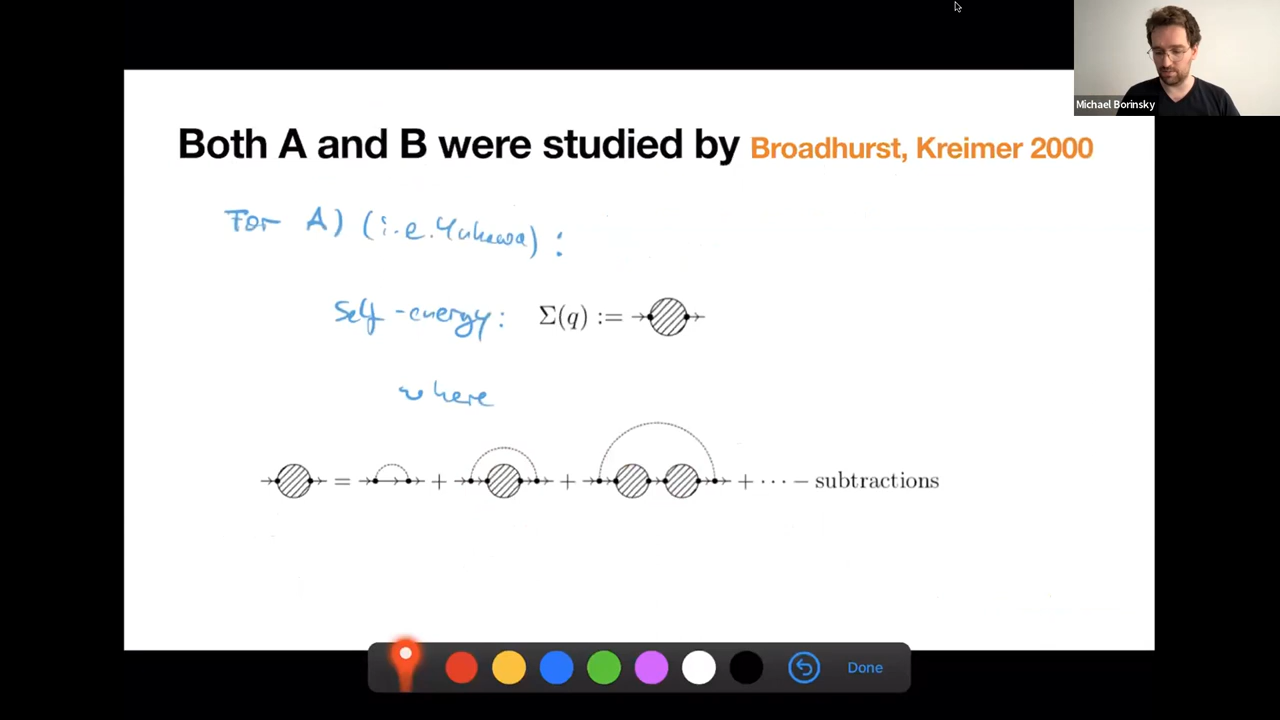 Michael Borinsky
Both A and B were studied by Broadhurst, Kreimer 2000
For A) (i.e. Yukawa) :
Self-energy: Σ(q) :=
where
= + + + ··· − subtractions
Done